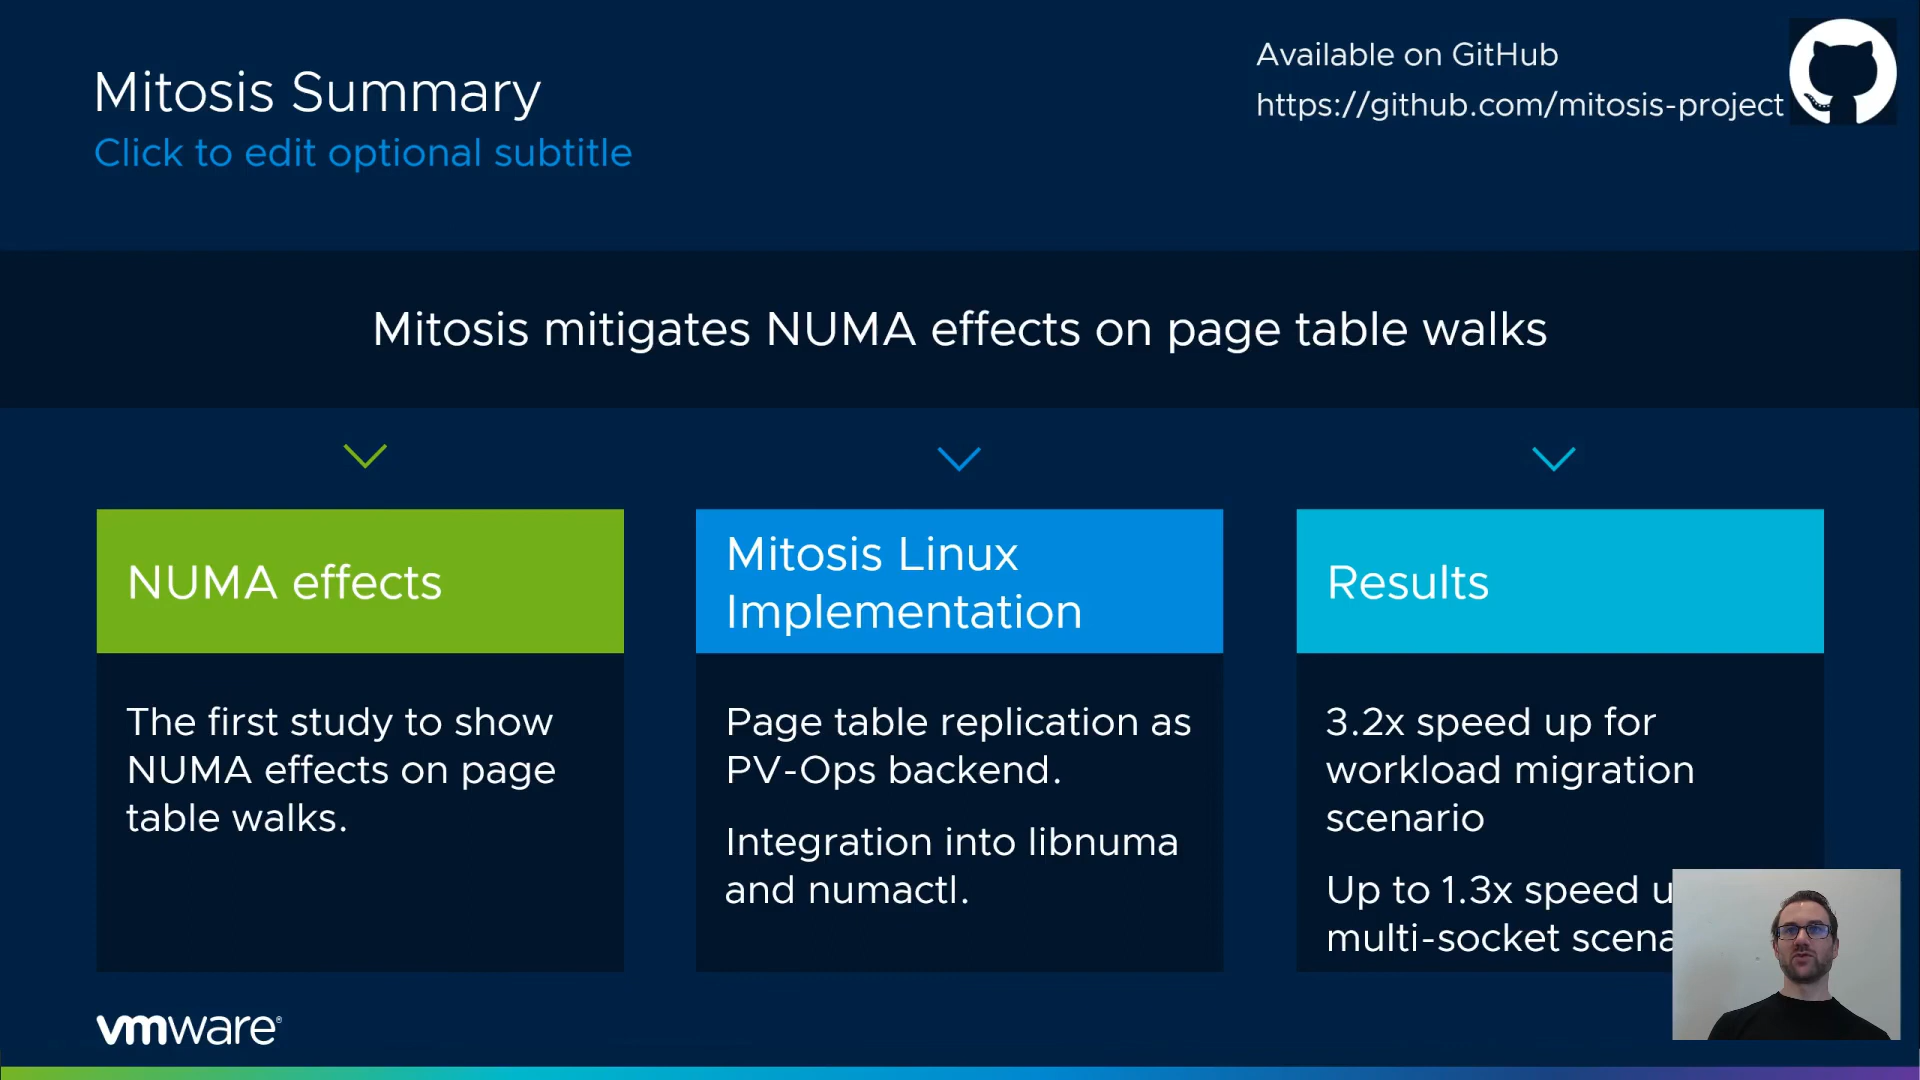 Mitosis Summary
Click to edit optional subtitle
Available on GitHub
https://github.com/mitosis-project
Mitosis mitigates NUMA effects on page table walks
NUMA effects
The first study to show
NUMA effects on page
table walks.
Mitosis Linux
Implementation
Page table replication as
PV-Ops backend.
Integration into libnuma
and numactl.
Results
3.2x speed up for
workload migration
scenario
Up to 1.3x speed
multi-socket
vmware®